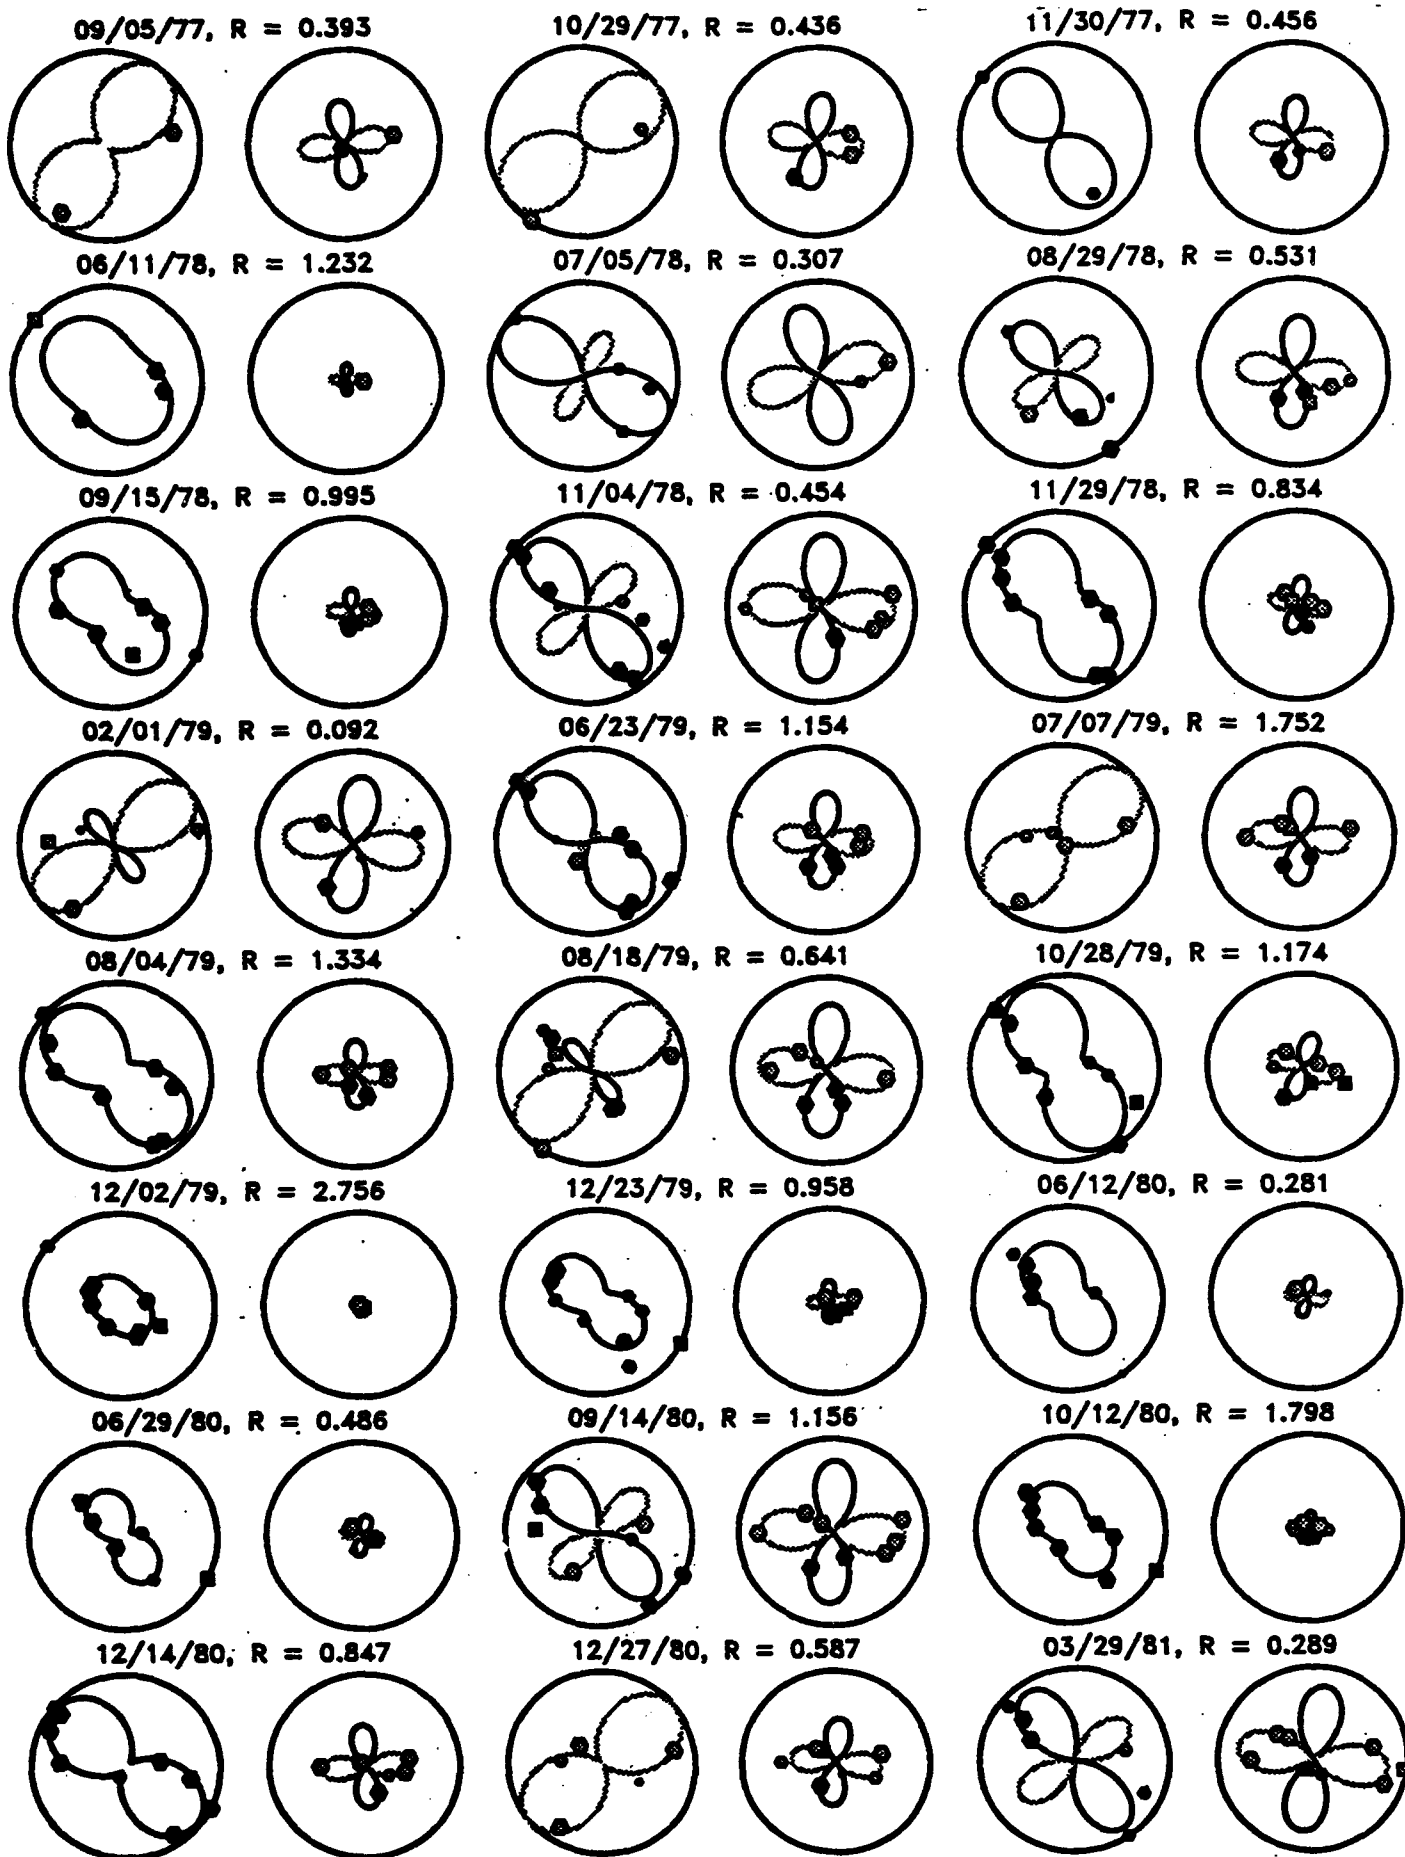 09/05/77, R = 0.393
10/29/77, R = 0.436
11/30/77, R = 0.456
06/11/78, R = 1.232
07/05/78, R = 0.307
08/29/78, R = 0.531
09/15/78, R = 0.995
11/04/78, R = 0.454
11/29/78, R = 0.834
02/01/79, R = 0.092
06/23/79, R = 1.154
07/07/79, R = 1.752
08/04/79, R = 1.334
08/18/79, R = 0.641
10/28/79, R = 1.174
12/02/79, R = 2.756
12/23/79, R = 0.958
06/12/80, R = 0.281
06/29/80, R = 0.486
09/14/80, R = 1.156
10/12/80, R = 1.798
12/14/80, R = 0.847
12/27/80, R = 0.587
03/29/81, R = 0.289